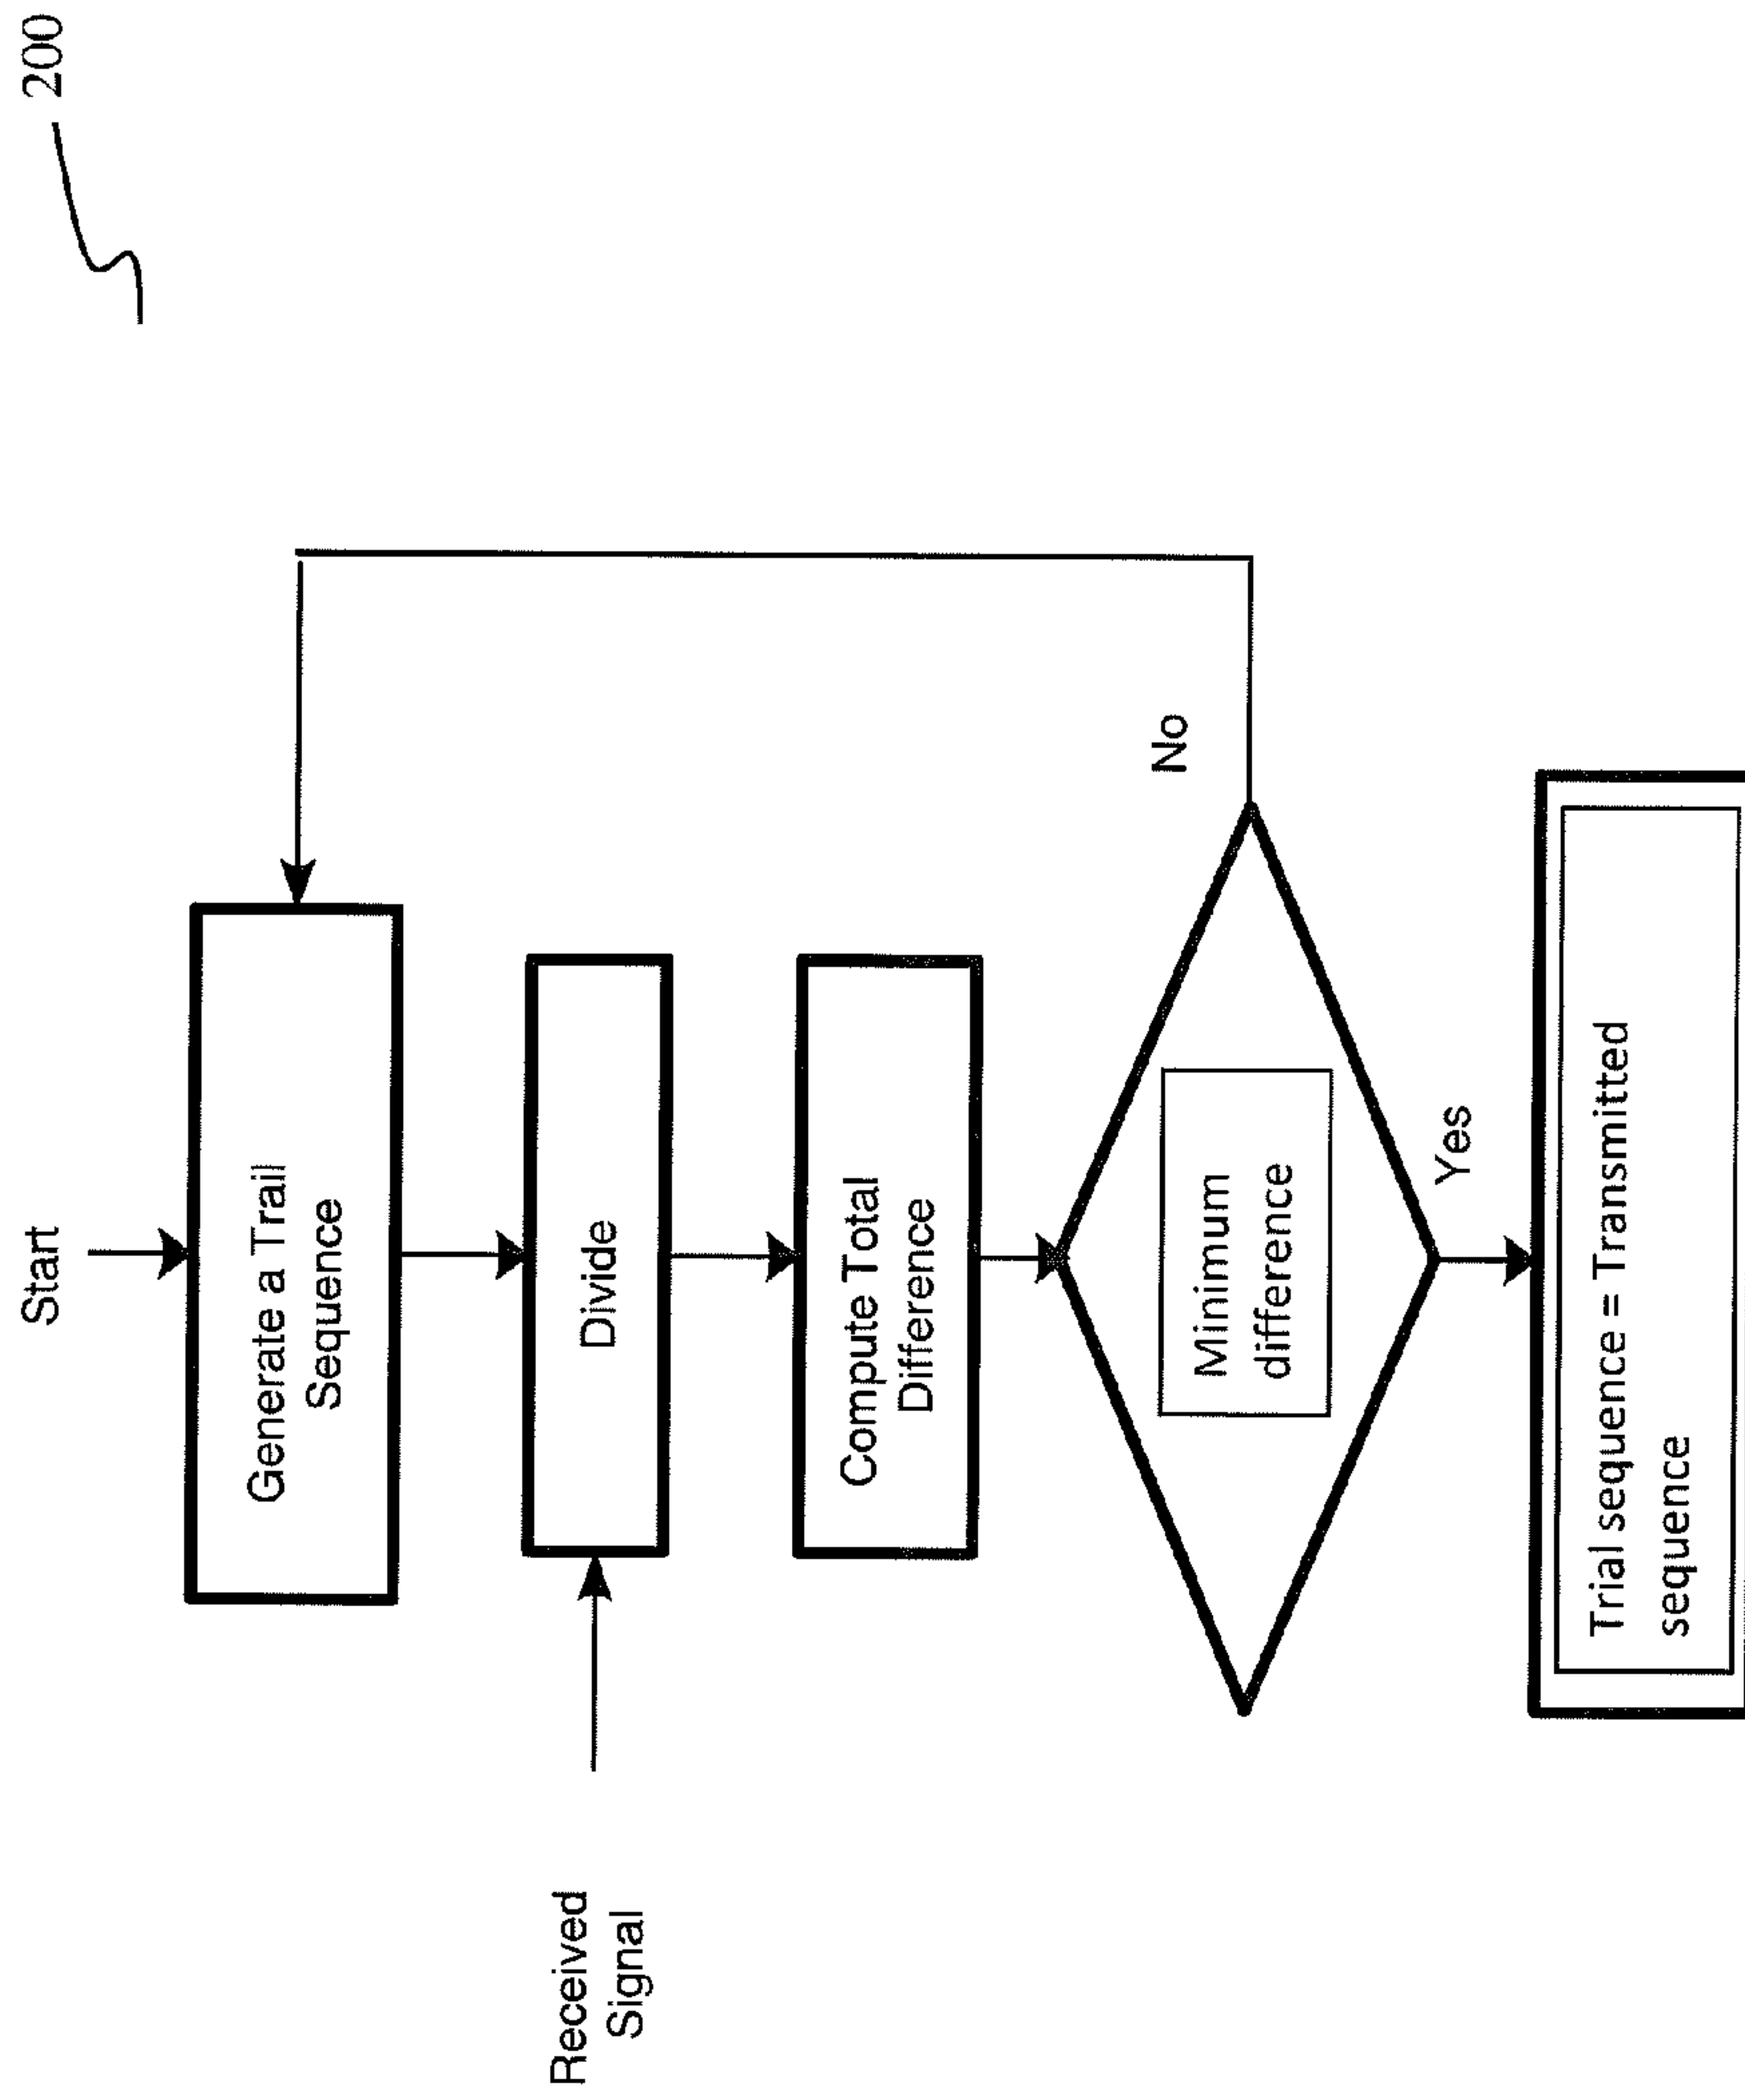 200
Start
Generate a Trail
Sequence
Received
Signal
Divide
Compute Total
Difference
Minimum
difference
No
Yes
Trial sequence = Transmitted
sequence